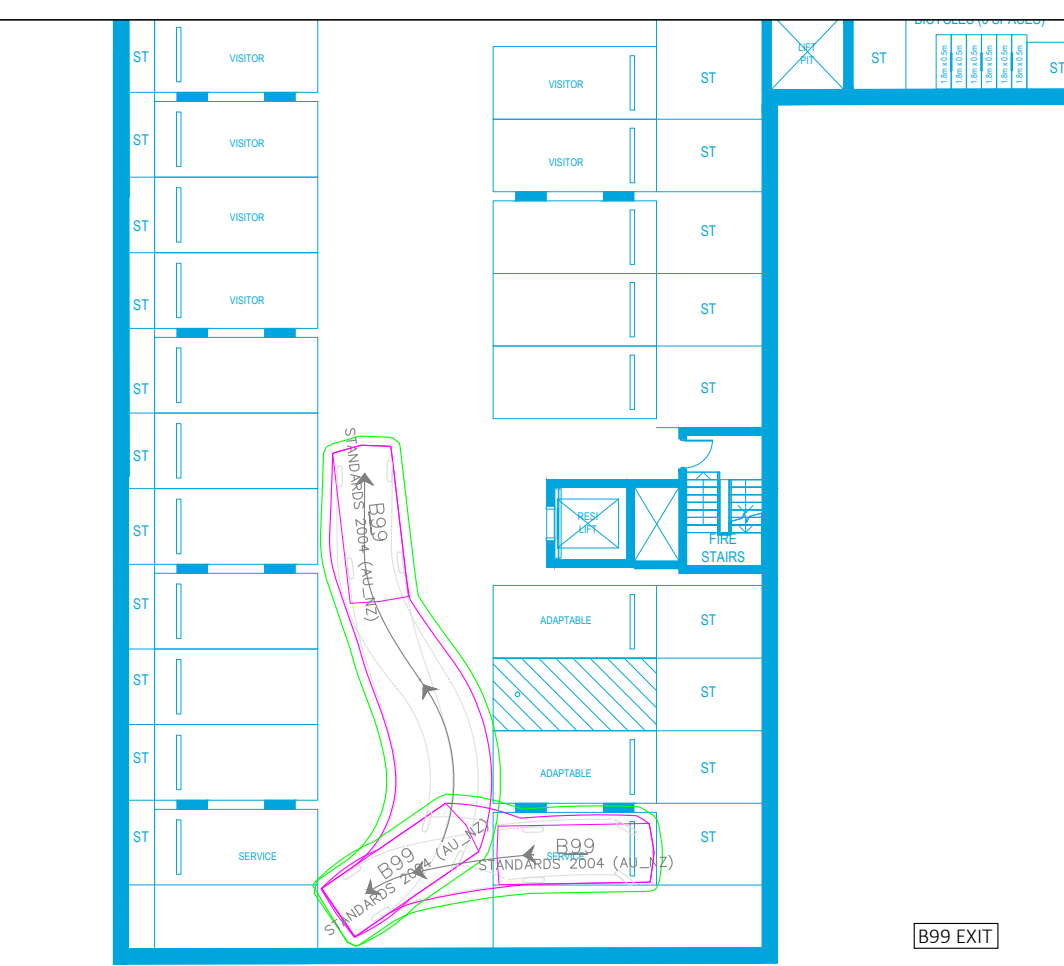 BICYCLES (6 SPACES)
LIFT
PIT
ST
1.8m x 0.5m
1.8m x 0.5m
1.8m x 0.5m
1.8m x 0.5m
1.8m x 0.5m
1.8m x 0.5m
ST
ST
VISITOR
VISITOR
ST
ST
VISITOR
VISITOR
ST
ST
VISITOR
ST
ST
VISITOR
ST
ST
ST
ST
ST
ST
RESI
LIFT
FIRE
STAIRS
B99
STANDARDS 2004 (AU_NZ)
ST
ADAPTABLE
ST
ST
ST
ST
ADAPTABLE
ST
ST
SERVICE
B99
STANDARDS 2004 (AU_NZ)
B99
SERVICE
STANDARDS 2004 (AU_NZ)
ST
B99 EXIT